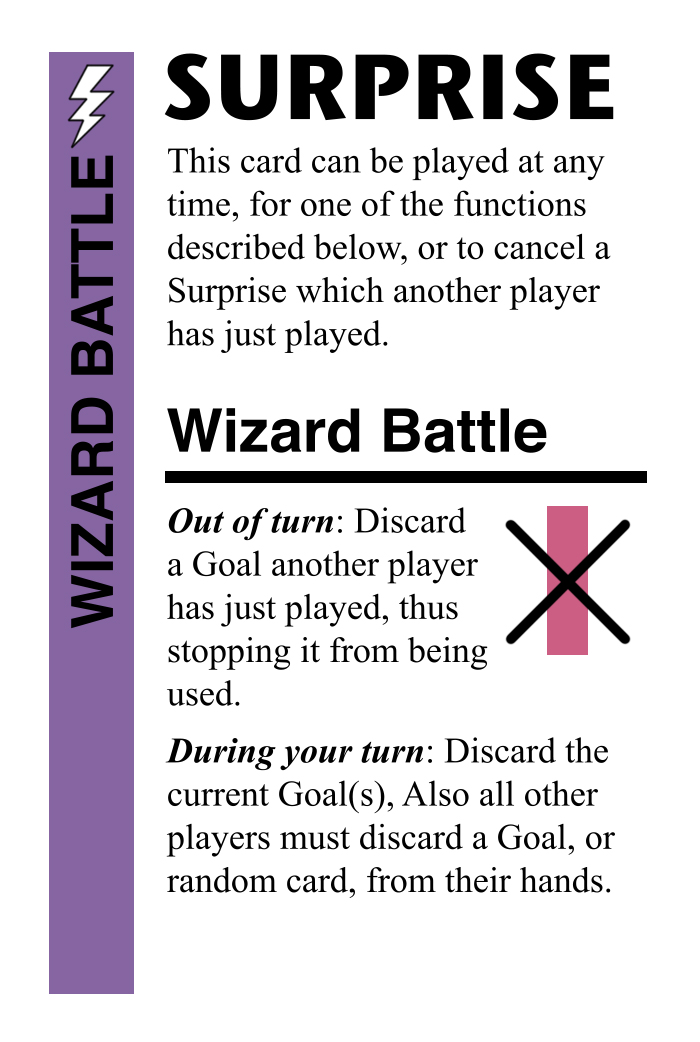 WIZARD BATTLE
SURPRISE
This card can be played at any
time, for one of the functions
described below, or to cancel a
Surprise which another player
has just played.
Wizard Battle
Out of turn: Discard
a Goal another player
has just played, thus
stopping it from being
used.
During your turn: Discard the
current Goal(s), Also all other
players must discard a Goal, or
random card, from their hands.